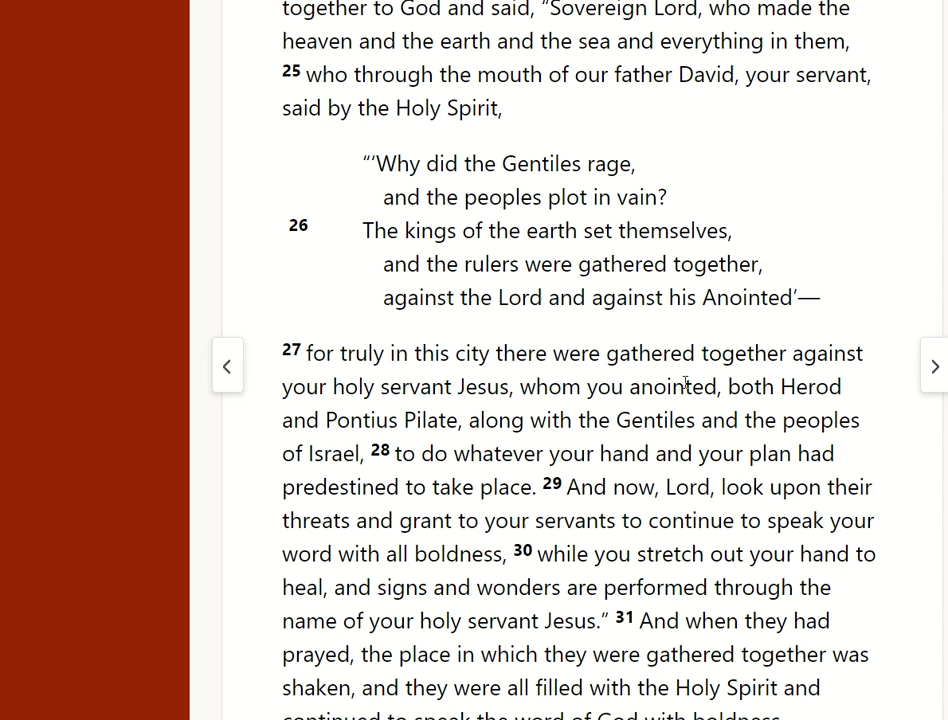 together to God and said, “Sovereign Lord, who made the
heaven and the earth and the sea and everything in them,
25 who through the mouth of our father David, your servant,
said by the Holy Spirit,
“‘Why did the Gentiles rage,
and the peoples plot in vain?
26 The kings of the earth set themselves,
and the rulers were gathered together,
against the Lord and against his Anointed’—
27 for truly in this city there were gathered together against
your holy servant Jesus, whom you anointed, both Herod
and Pontius Pilate, along with the Gentiles and the peoples
of Israel, 28 to do whatever your hand and your plan had
predestined to take place. 29 And now, Lord, look upon their
threats and grant to your servants to continue to speak your
word with all boldness, 30 while you stretch out your hand to
heal, and signs and wonders are performed through the
name of your holy servant Jesus.” 31 And when they had
prayed, the place in which they were gathered together was
shaken, and they were all filled with the Holy Spirit and
continued to speak the word of God with boldness